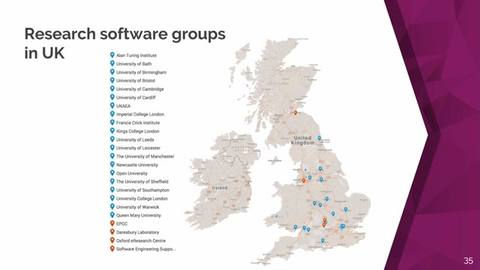 Research software groups
in UK
Alan Turing Institute
University of Bath
University of Birmingham
University of Bristol
University of Cambridge
University of Cardiff
UKAEA
Imperial College London
Francis Crick Institute
Kings College London
University of Leeds
University of Leicester
The University of Manchester
Newcastle University
Open University
The University of Sheffield
University of Southampton
University College London
University of Warwick
Queen Mary University
EPCC
Daresbury Laboratory
Oxford eResearch Centre
Software Engineering Suppo...
United
Kingdom
Ireland
35